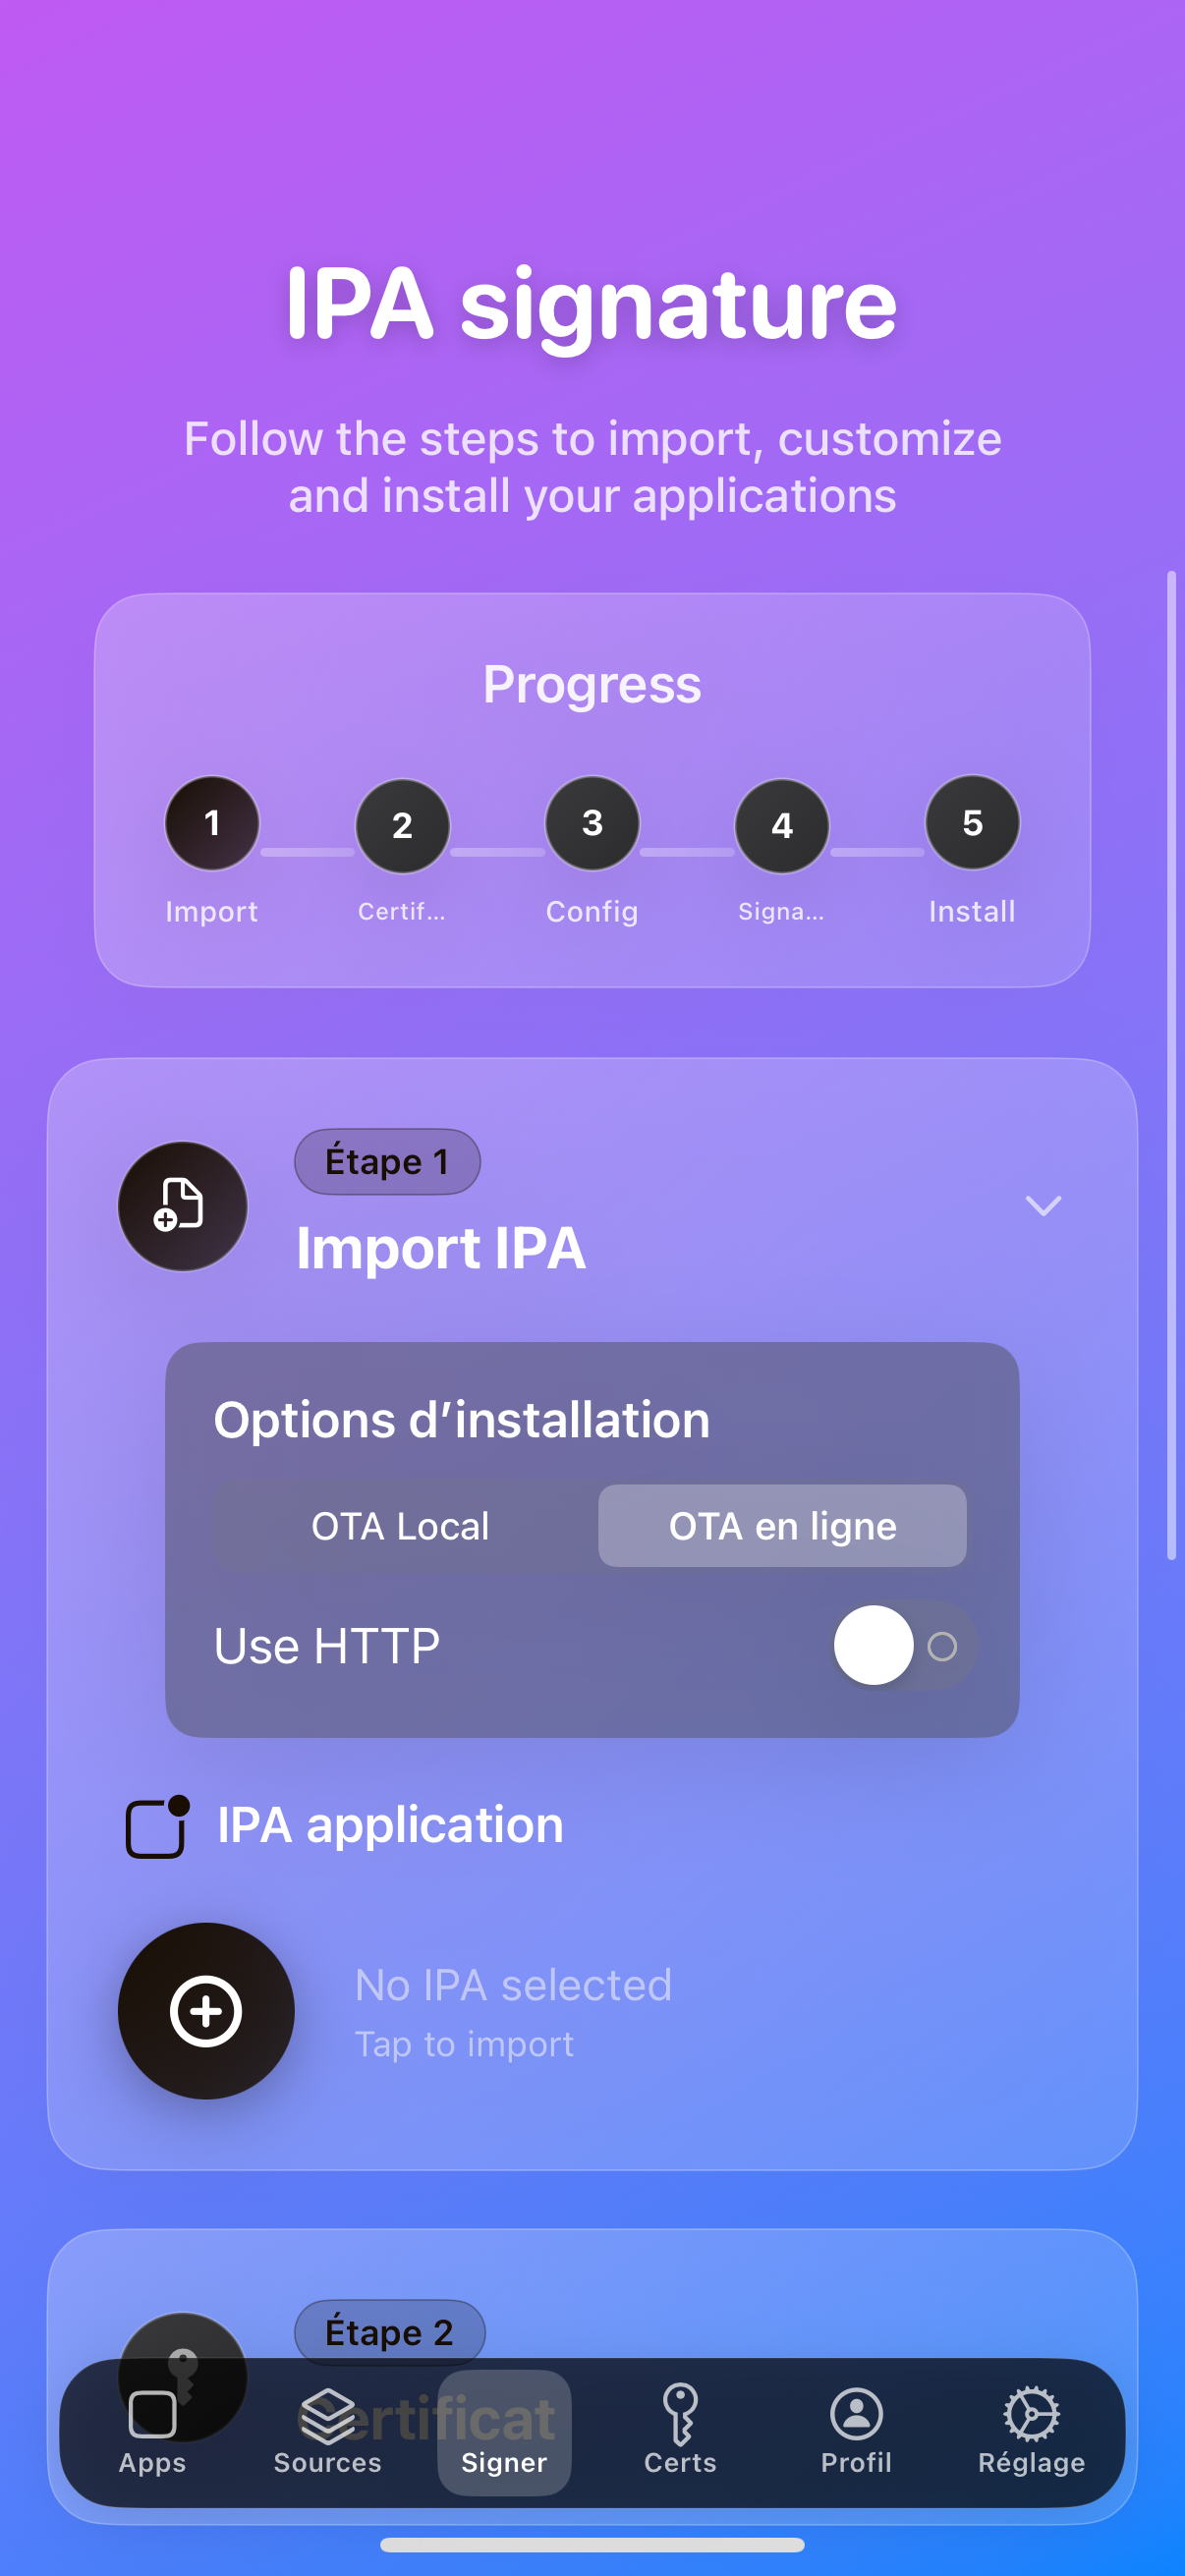 IPA signature
Follow the steps to import, customize
and install your applications
Progress
1
2
3
4
5
Import
Certif...
Config
Signa...
Install
Étape 1
Import IPA
Options d’installation
OTA Local
OTA en ligne
Use HTTP
IPA application
No IPA selected
Tap to import
Étape 2
Certificat
Apps
Sources
Signer
Certs
Profil
Réglage